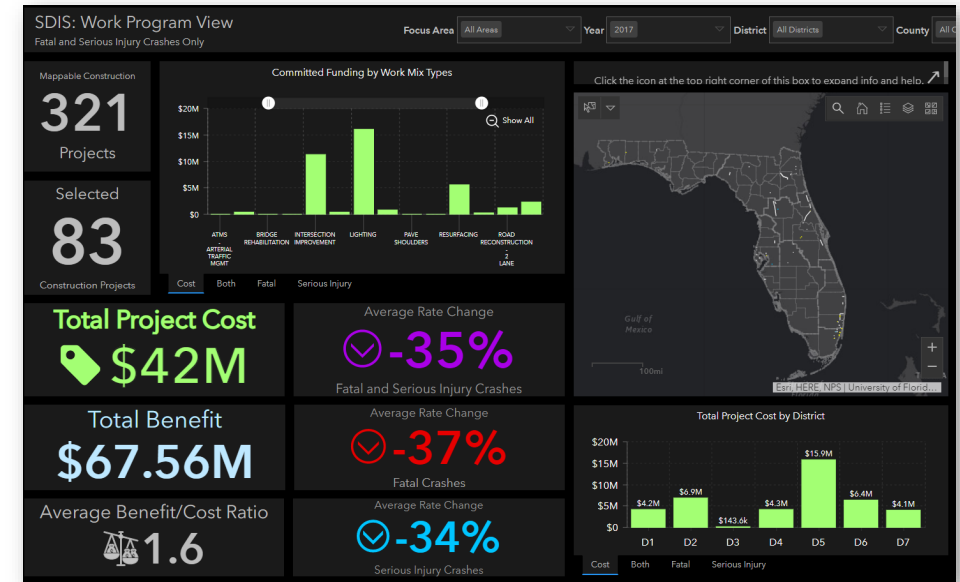 SDIS: Work Program View
Fatal and Serious Injury Crashes Only
Focus Area All Areas Year 2017 District All Districts County
Mappable Construction
321
Projects
Selected
83
Construction Projects
Committed Funding by Work Mix Types
Show All
$20M
$15M
$10M
$5M
$0
ATMS
-
ARTERIAL
TRAFFIC
MGMT
BRIDGE
REHABILITATION
INTERSECTION
IMPROVEMENT
LIGHTING
PAVE
SHOULDERS
RESURFACING
ROAD
RECONSTRUCTION
-
2
LANE
Cost Both Fatal Serious Injury
Click the icon at the top right corner of this box to expand info and help.
Gulf of
Mexico
100mi
+
−
Esri, HERE, NPS | University of Florid...
Total Project Cost
$42M
Average Rate Change
-35%
Fatal and Serious Injury Crashes
Total Benefit
$67.56M
Average Rate Change
-37%
Fatal Crashes
Average Benefit/Cost Ratio
1.6
Average Rate Change
-34%
Serious Injury Crashes
Total Project Cost by District
$20M
$15M
$10M
$5M
$0
$4.2M
$6.9M
$143.6k
$4.3M
$15.9M
$6.4M
$4.1M
D1 D2 D3 D4 D5 D6 D7
Cost Both Fatal Serious Injury